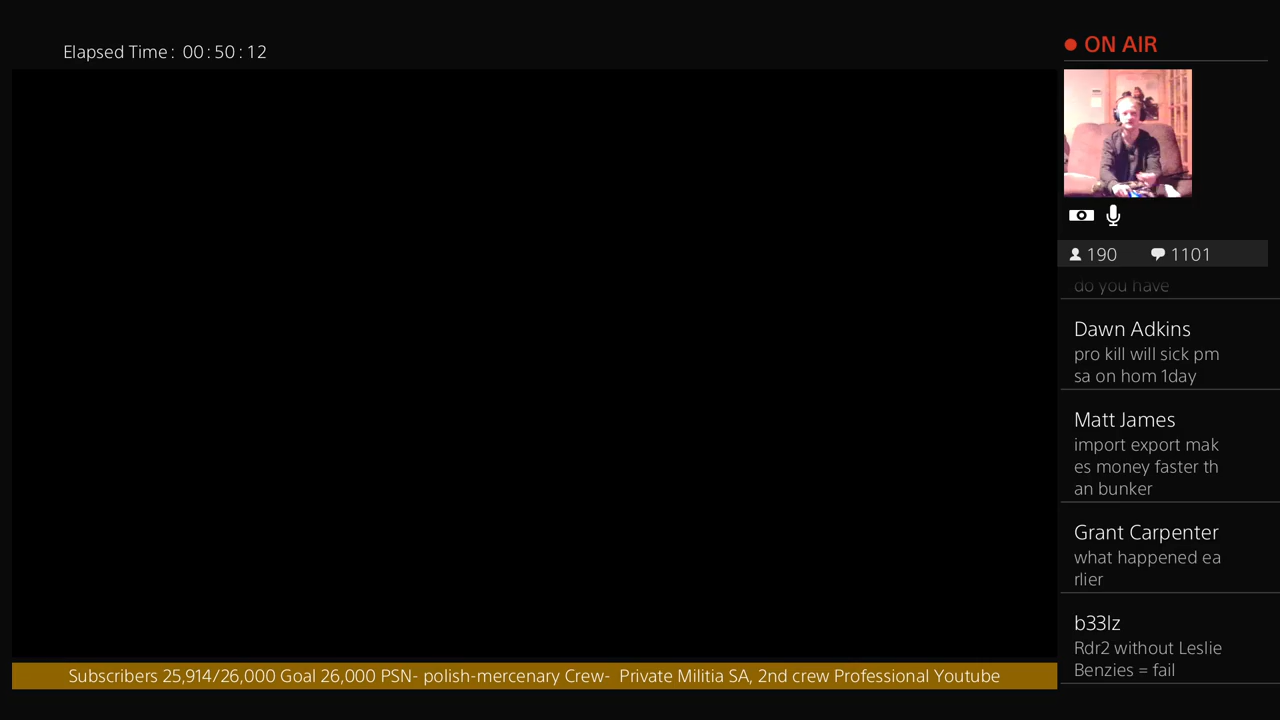 Elapsed Time: 00:50:12
ON AIR
190 1101
do you have
Dawn Adkins
pro kill will sick pm
sa on hom 1day
Matt James
import export mak
es money faster th
an bunker
Grant Carpenter
what happened ea
rlier
b33lz
Rdr2 without Leslie
Benzies = fail
Subscribers 25,914/26,000 Goal 26,000 PSN- polish-mercenary Crew- Private Militia SA, 2nd crew Professional Youtube